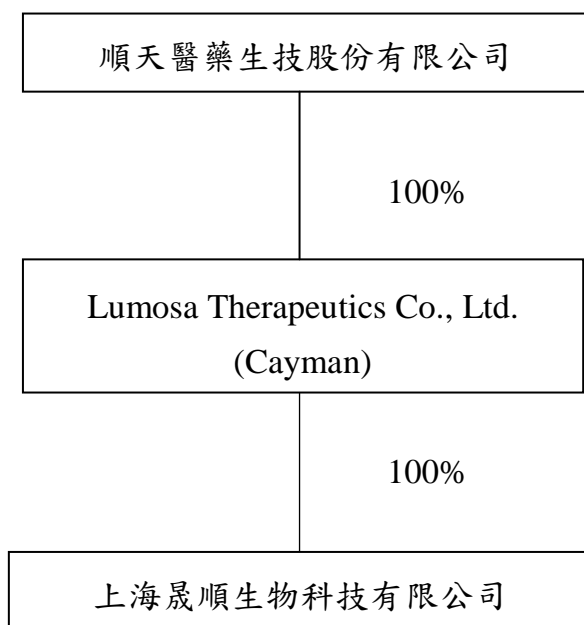 順天醫藥生技股份有限公司
100%
Lumosa Therapeutics Co., Ltd.
(Cayman)
100%
上海晟順生物科技有限公司